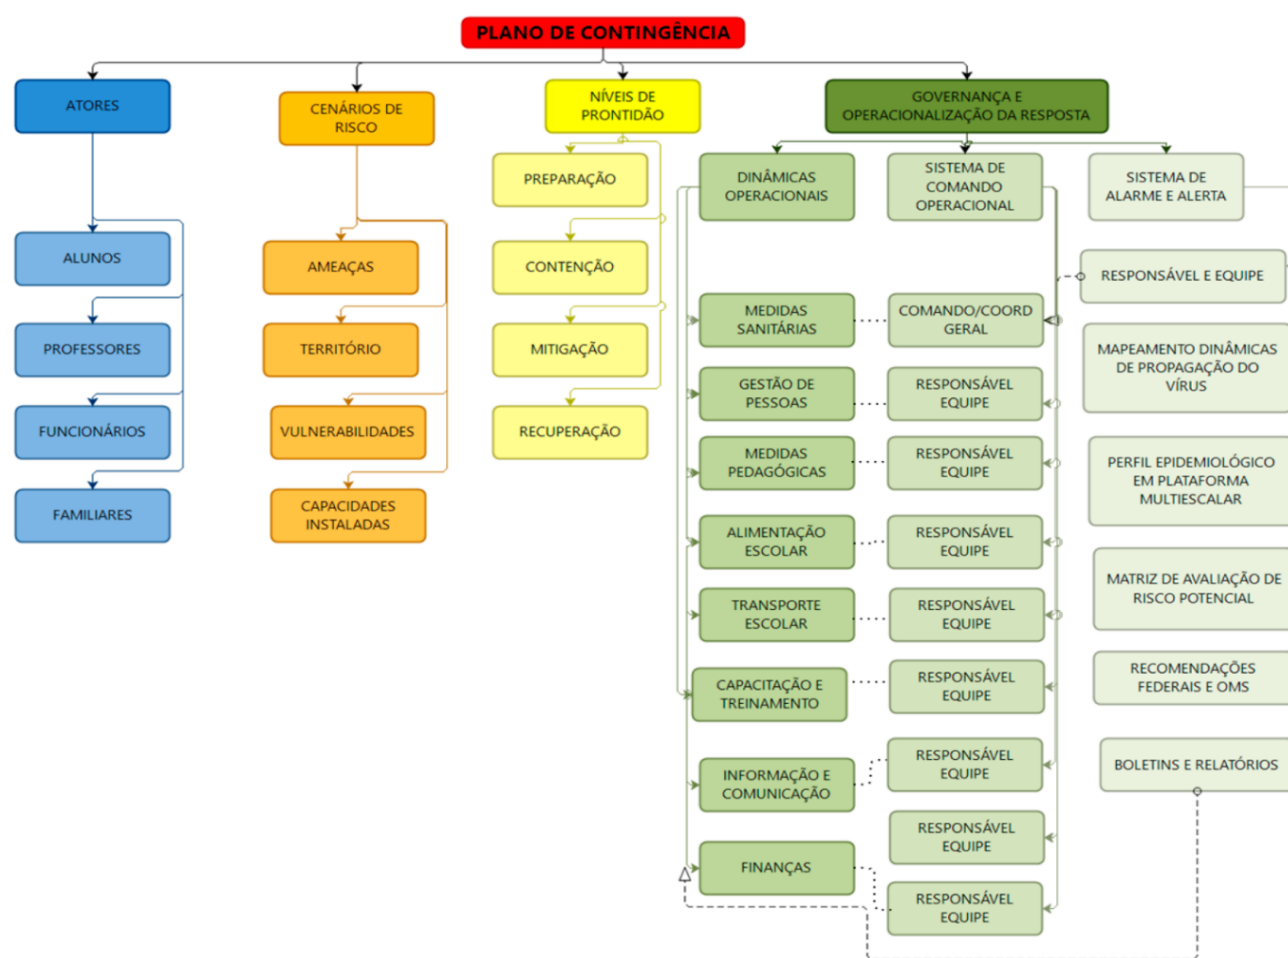 PLANO DE CONTINGÊNCIA
ATORES
CENÁRIOS DE
RISCO
NÍVEIS DE
PRONTIDÃO
GOVERNANÇA E
OPERACIONALIZAÇÃO DA RESPOSTA
ALUNOS
PROFESSORES
FUNCIONÁRIOS
FAMILIARES
AMEAÇAS
TERRITÓRIO
VULNERABILIDADES
CAPACIDADES
INSTALADAS
PREPARAÇÃO
CONTENÇÃO
MITIGAÇÃO
RECUPERAÇÃO
DINÂMICAS
OPERACIONAIS
MEDIDAS
SANITÁRIAS
GESTÃO DE
PESSOAS
MEDIDAS
PEDAGÓGICAS
ALIMENTAÇÃO
ESCOLAR
TRANSPORTE
ESCOLAR
CAPACITAÇÃO E
TREINAMENTO
INFORMAÇÃO E
COMUNICAÇÃO
FINANÇAS
SISTEMA DE
COMANDO
OPERACIONAL
COMANDO/COORD
GERAL
RESPONSÁVEL
EQUIPE
RESPONSÁVEL
EQUIPE
RESPONSÁVEL
EQUIPE
RESPONSÁVEL
EQUIPE
RESPONSÁVEL
EQUIPE
RESPONSÁVEL
EQUIPE
RESPONSÁVEL
EQUIPE
RESPONSÁVEL
EQUIPE
SISTEMA DE
ALARME E ALERTA
RESPONSÁVEL E EQUIPE
MAPEAMENTO DINÂMICAS
DE PROPAGAÇÃO DO
VÍRUS
PERFIL EPIDEMIOLÓGICO
EM PLATAFORMA
MULTIESCALAR
MATRIZ DE AVALIAÇÃO DE
RISCO POTENCIAL
RECOMENDAÇÕES
FEDERAIS E OMS
BOLETINS E RELATÓRIOS